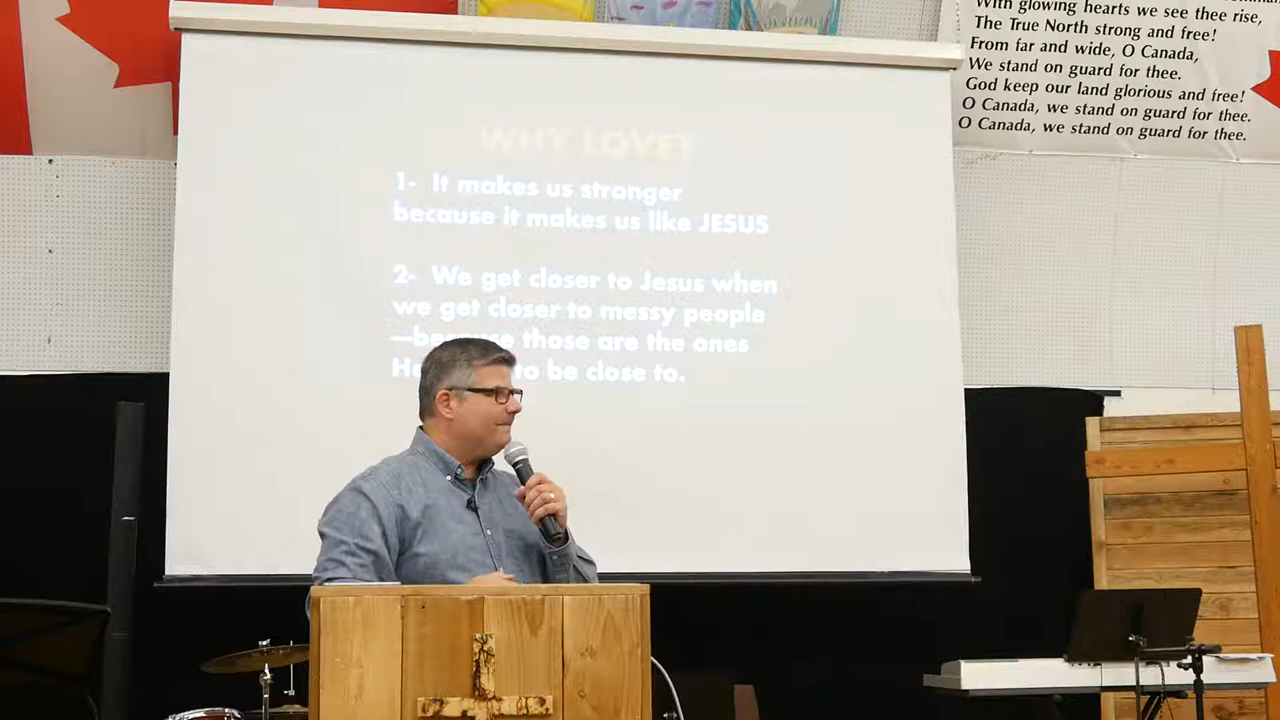 With glowing hearts we see thee rise,
The True North strong and free!
From far and wide, O Canada,
We stand on guard for thee.
God keep our land glorious and free!
O Canada, we stand on guard for thee.
O Canada, we stand on guard for thee.
WHY LOVE?
1- It makes us stronger
because it makes us like JESUS
2- We get closer to Jesus when
we get closer to messy people
those are the ones
to be close to.